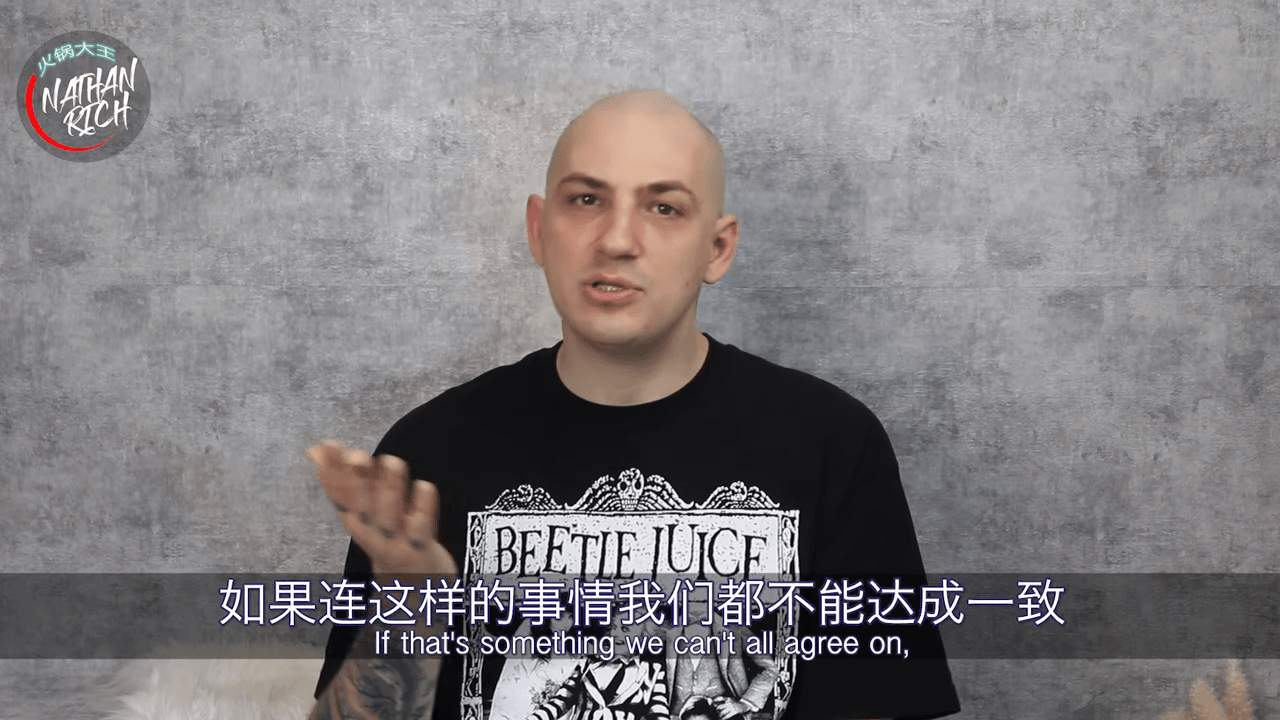 火锅大王
NATHAN
RICH
BEETLE JUICE
如果连这样的事情我们都不能达成一致
If that's something we can't all agree on,